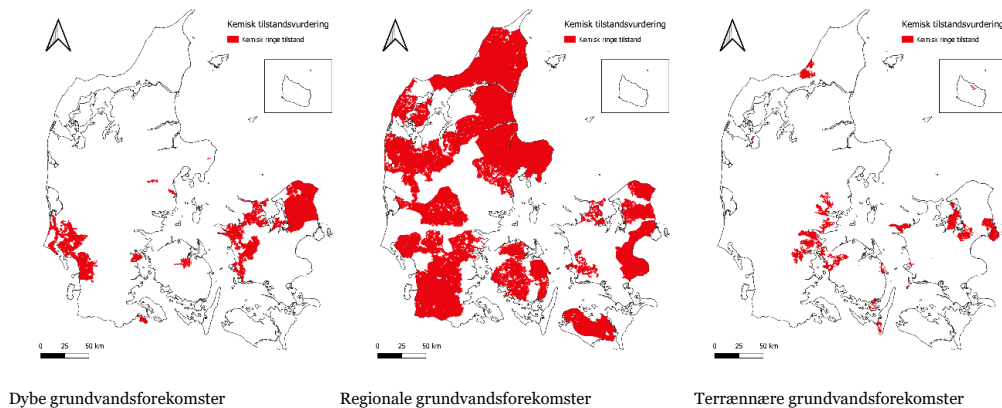 Kemisk tilstandsvurdering
Kemisk ringe tilstand
0 25 50 km
Dybe grundvandsforekomster
Kemisk tilstandsvurdering
Kemisk ringe tilstand
0 25 50 km
Regionale grundvandsforekomster
Kemisk tilstandsvurdering
Kemisk ringe tilstand
0 25 50 km
Terrænnære grundvandsforekomster